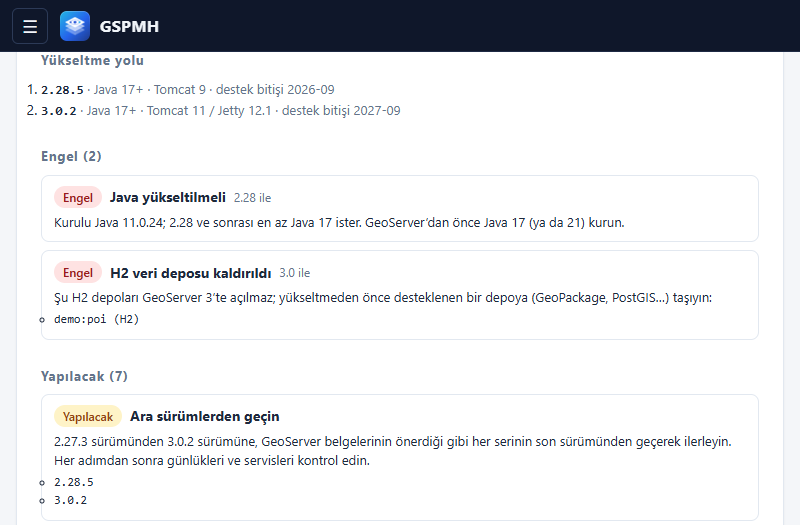 GSPMH
Yükseltme yolu
1. 2.28.5 · Java 17+ · Tomcat 9 · destek bitişi 2026-09
2. 3.0.2 · Java 17+ · Tomcat 11 / Jetty 12.1 · destek bitişi 2027-09
Engel (2)
Engel Java yükseltilmeli 2.28 ile
Kurulu Java 11.0.24; 2.28 ve sonrası en az Java 17 ister. GeoServer'dan önce Java 17 (ya da 21) kurun.
Engel H2 veri deposu kaldırıldı 3.0 ile
Şu H2 depoları GeoServer 3'te açılmaz; yükseltmeden önce desteklenen bir depoya (GeoPackage, PostGIS…) taşıyın:
demo:poi (H2)
Yapılacak (7)
Yapılacak Ara sürümlerden geçin
2.27.3 sürümünden 3.0.2 sürümüne, GeoServer belgelerinin önerdiği gibi her serinin son sürümünden geçerek ilerleyin.
Her adımdan sonra günlükleri ve servisleri kontrol edin.
2.28.5
3.0.2